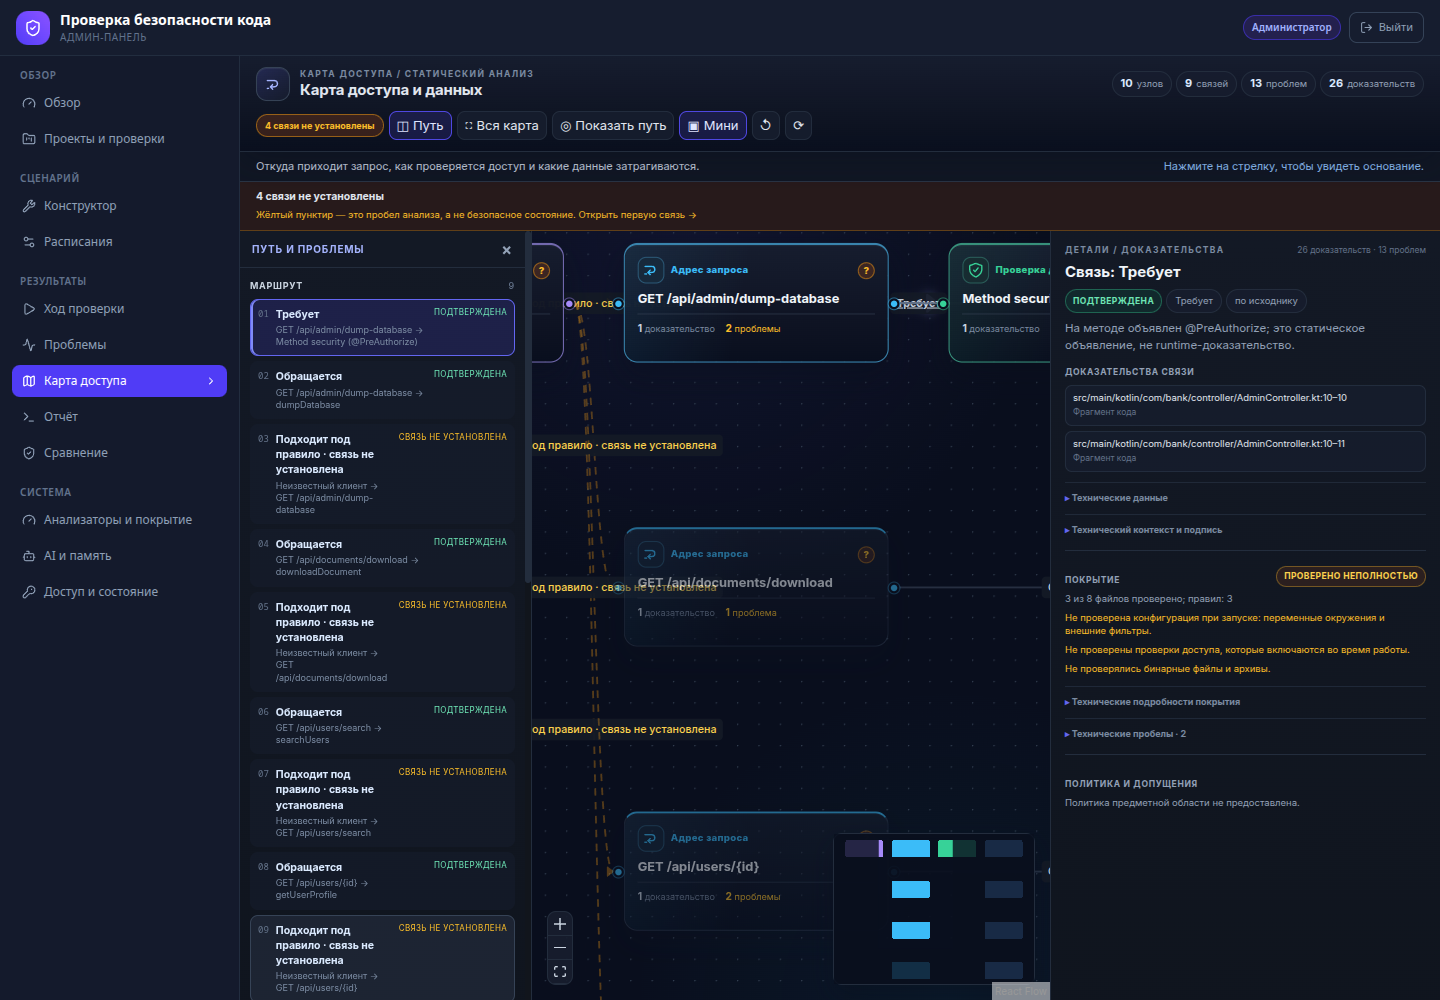 Проверка безопасности кода
АДМИН-ПАНЕЛЬ
Администратор
Выйти
ОБЗОР
Обзор
Проекты и проверки
СЦЕНАРИЙ
Конструктор
Расписания
РЕЗУЛЬТАТЫ
Ход проверки
Проблемы
Карта доступа
Отчёт
Сравнение
СИСТЕМА
Анализаторы и покрытие
AI и память
Доступ и состояние
КАРТА ДОСТУПА / СТАТИЧЕСКИЙ АНАЛИЗ
Карта доступа и данных
10 узлов
9 связей
13 проблем
26 доказательств
4 связи не установлены
Путь
Вся карта
Показать путь
Мини
Откуда приходит запрос, как проверяется доступ и какие данные затрагиваются.
Нажмите на стрелку, чтобы увидеть основание.
4 связи не установлены
Жёлтый пунктир — это пробел анализа, а не безопасное состояние. Открыть первую связь →
ПУТЬ И ПРОБЛЕМЫ
×
МАРШРУТ
9
01 Требует ПОДТВЕРЖДЕНА
GET /api/admin/dump-database →
Method security (@PreAuthorize)
02 Обращается ПОДТВЕРЖДЕНА
GET /api/admin/dump-database →
dumpDatabase
03 Подходит под СВЯЗЬ НЕ УСТАНОВЛЕНА
правило · связь не
установлена
Неизвестный клиент →
GET /api/admin/dump-
database
04 Обращается ПОДТВЕРЖДЕНА
GET /api/documents/download →
downloadDocument
05 Подходит под СВЯЗЬ НЕ УСТАНОВЛЕНА
правило · связь не
установлена
Неизвестный клиент →
GET
/api/documents/download
06 Обращается ПОДТВЕРЖДЕНА
GET /api/users/search →
searchUsers
07 Подходит под СВЯЗЬ НЕ УСТАНОВЛЕНА
правило · связь не
установлена
Неизвестный клиент →
GET /api/users/search
08 Обращается ПОДТВЕРЖДЕНА
GET /api/users/{id} →
getUserProfile
09 Подходит под СВЯЗЬ НЕ УСТАНОВЛЕНА
правило · связь не
установлена
Неизвестный клиент →
GET /api/users/{id}
?
ило · св
Адрес запроса
?
GET /api/admin/dump-database
1 доказательство 2 проблемы
Требует
Проверка д
Method secur
1 доказательство
од правило · связь не установлена
Адрес запроса
?
GET /api/documents/download
од правило · связь не установлена
1 доказательство 1 проблема
од правило · связь не установлена
Адрес запроса
GET /api/users/{id}
1 доказательство 2 проблемы
React Flow
ДЕТАЛИ / ДОКАЗАТЕЛЬСТВА
26 доказательств · 13 проблем
Связь: Требует
ПОДТВЕРЖДЕНА
Требует
по исходнику
На методе объявлен @PreAuthorize; это статическое
объявление, не runtime-доказательство.
ДОКАЗАТЕЛЬСТВА СВЯЗИ
src/main/kotlin/com/bank/controller/AdminController.kt:10–10
Фрагмент кода
src/main/kotlin/com/bank/controller/AdminController.kt:10–11
Фрагмент кода
▸ Технические данные
▸ Технический контекст и подпись
ПОКРЫТИЕ
ПРОВЕРЕНО НЕПОЛНОСТЬЮ
3 из 8 файлов проверено; правил: 3
Не проверена конфигурация при запуске: переменные окружения и
внешние фильтры.
Не проверены проверки доступа, которые включаются во время работы.
Не проверялись бинарные файлы и архивы.
▸ Технические подробности покрытия
▸ Технические пробелы · 2
ПОЛИТИКА И ДОПУЩЕНИЯ
Политика предметной области не предоставлена.